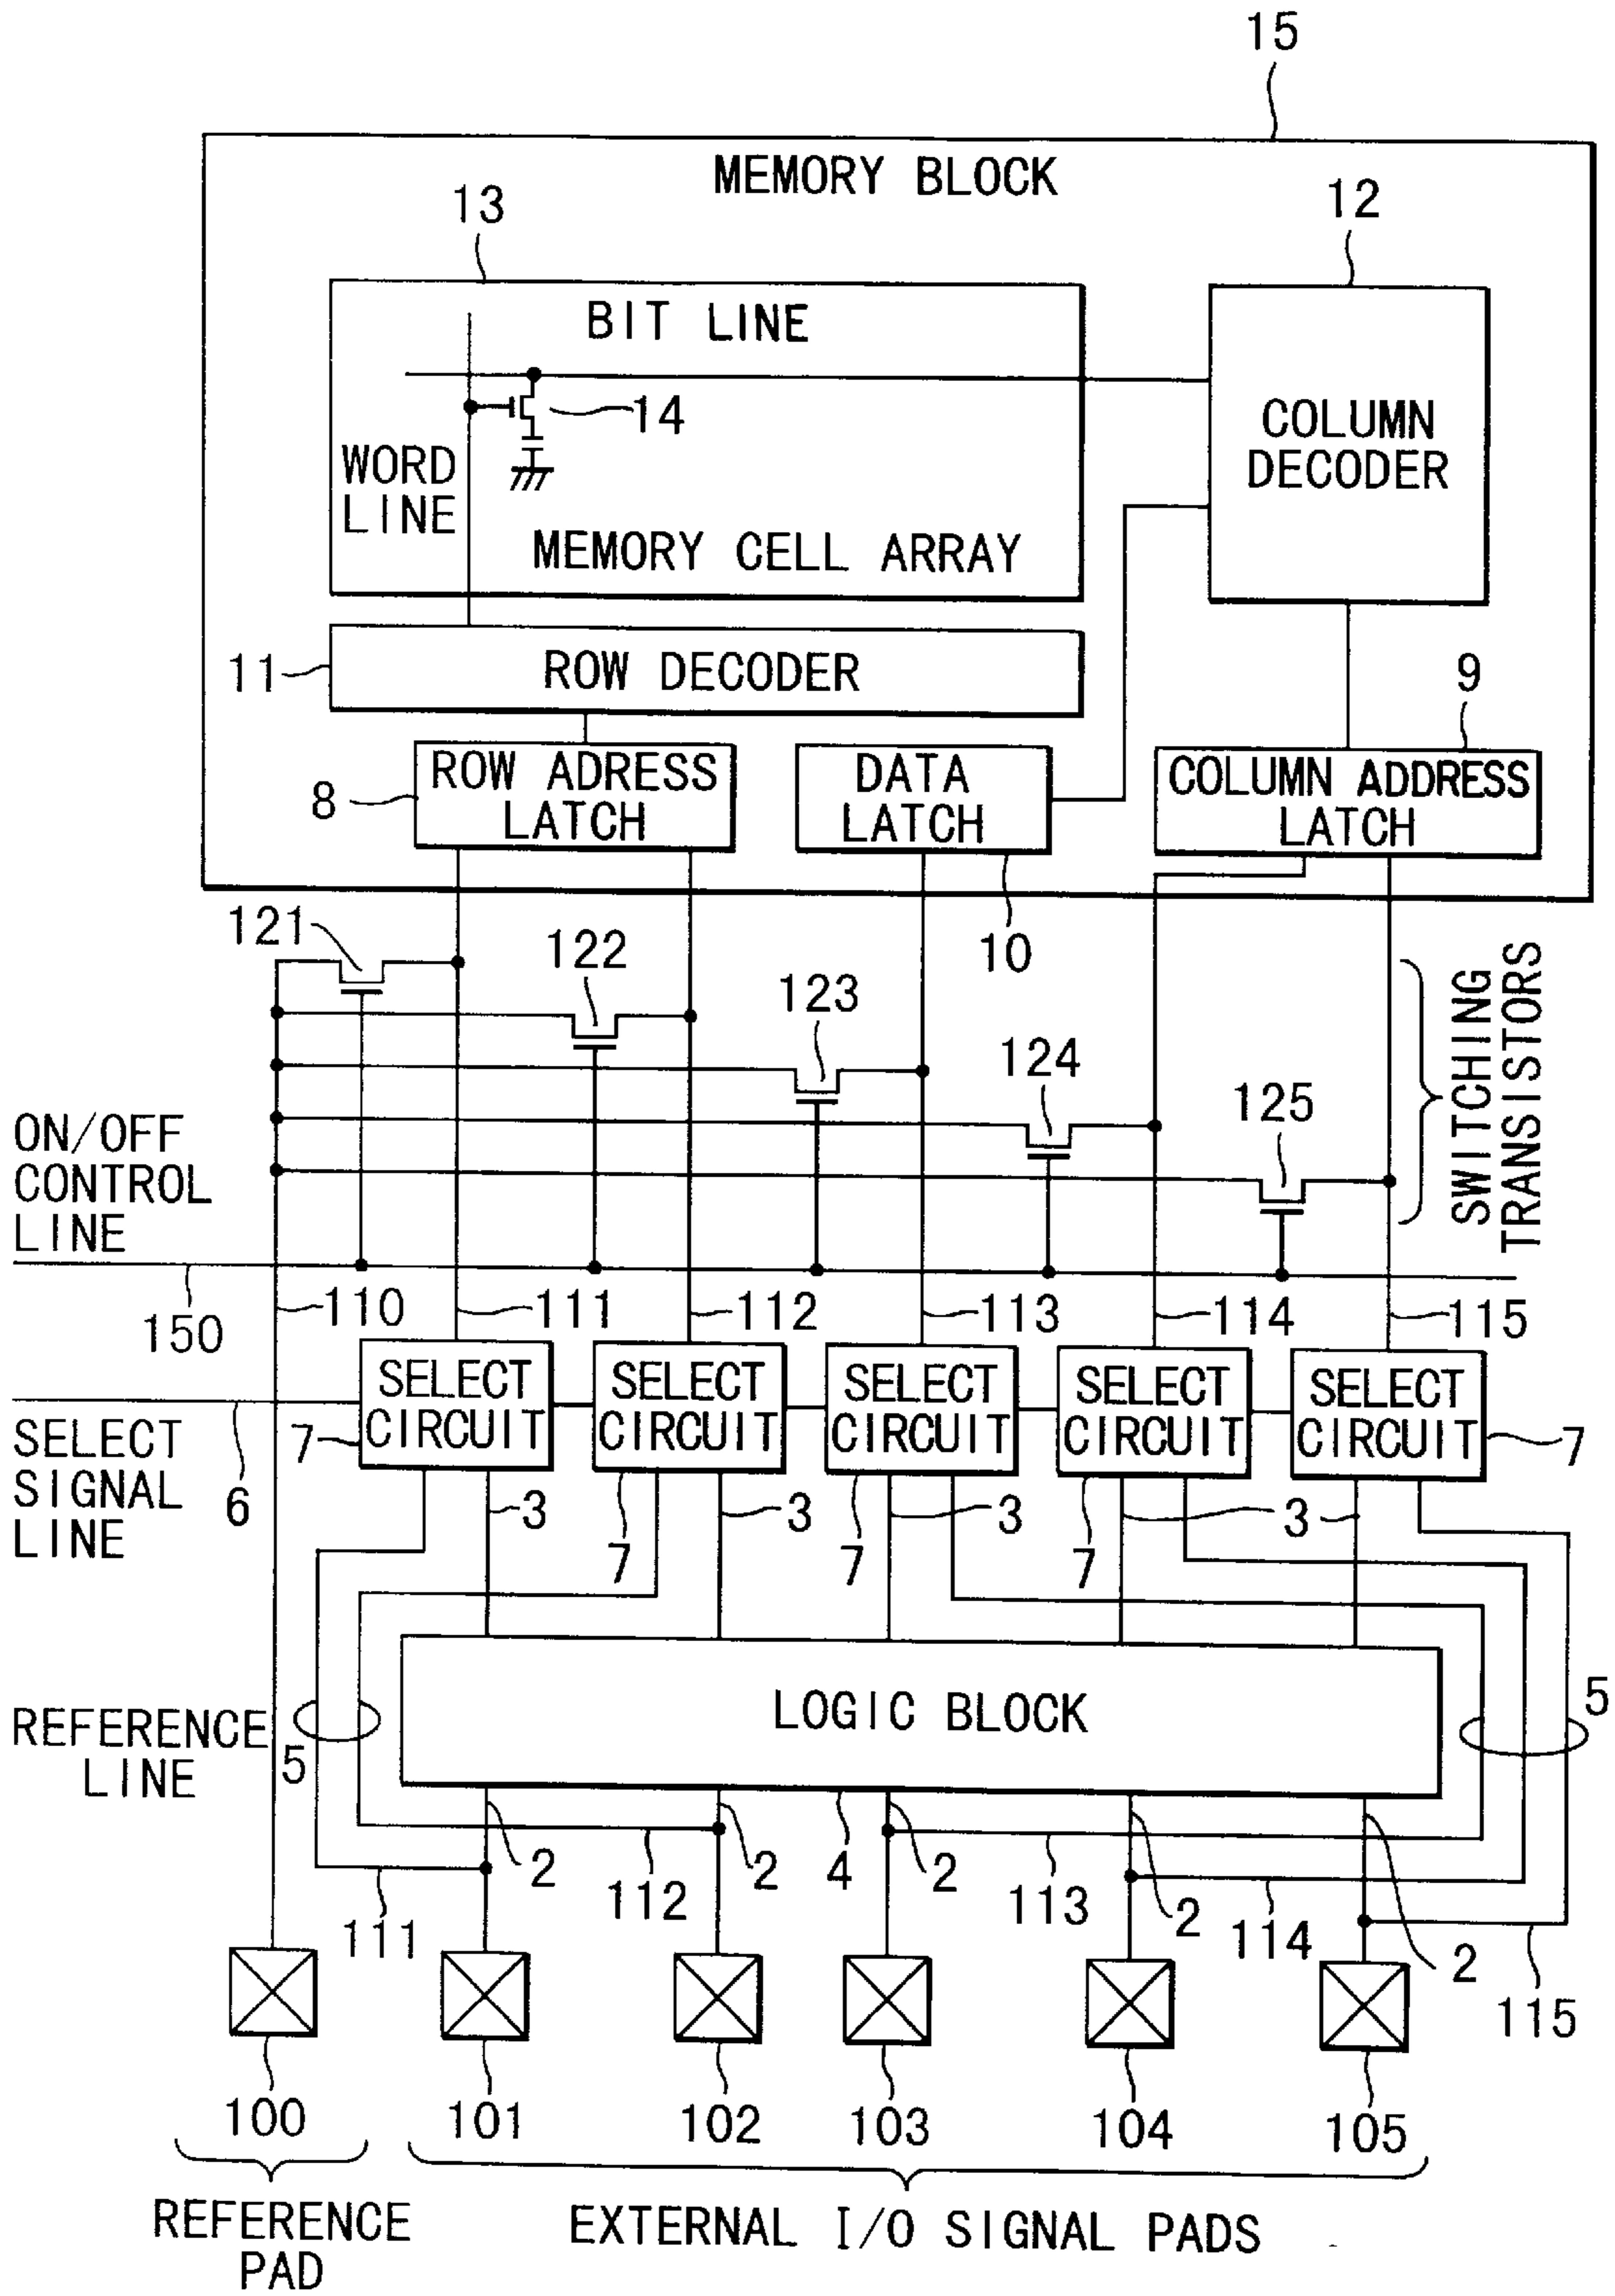 15
MEMORY BLOCK
13
12
BIT LINE
14
WORD
LINE
COLUMN
DECODER
MEMORY CELL ARRAY
11
ROW DECODER
9
8
ROW ADRESS
LATCH
DATA
LATCH
COLUMN ADDRESS
LATCH
10
121
122
123
124
125
SWITCHING
TRANSISTORS
ON/OFF
CONTROL
LINE
150
110
111
112
113
114
115
SELECT
CIRCUIT
SELECT
CIRCUIT
SELECT
CIRCUIT
SELECT
CIRCUIT
SELECT
CIRCUIT
SELECT
SIGNAL
LINE
6
7
7
7
7
7
3
3
3
3
LOGIC BLOCK
REFERENCE
LINE
5
5
2
2
2
2
2
4
111
112
113
114
115
100
101
102
103
104
105
REFERENCE
PAD
EXTERNAL I/O SIGNAL PADS